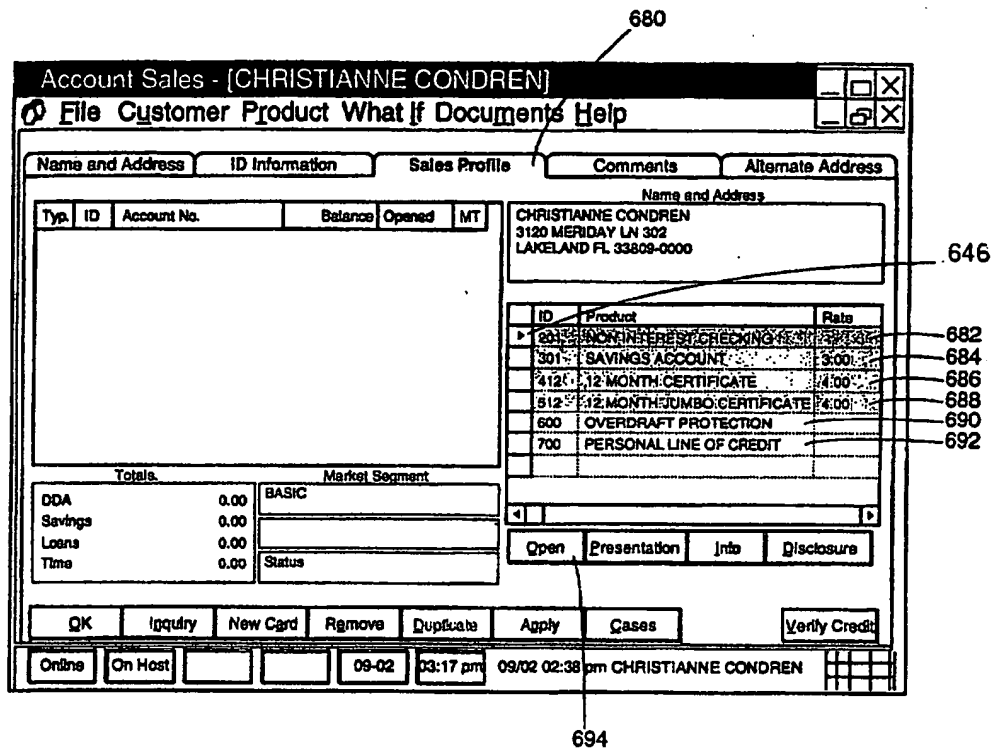 680
Account Sales - [CHRISTIANNE CONDREN]
File Customer Product What If Documents Help
Name and Address ID Information Sales Profile Comments Alternate Address
Name and Address
Typ. ID Account No. Balance Opened MT
CHRISTIANNE CONDREN
3120 MERIDAY LN 302
LAKELAND FL 33809-0000
646
ID Product Rate
201 NON INTEREST CHECKING 682
301 SAVINGS ACCOUNT 3.00 684
412 12 MONTH CERTIFICATE 4.00 686
512 12 MONTH JUMBO CERTIFICATE 4.00 688
600 OVERDRAFT PROTECTION 690
700 PERSONAL LINE OF CREDIT 692
Totals. Market Segment
DDA 0.00 BASIC
Savings 0.00
Loans 0.00
Time 0.00 Status
Open Presentation Info Disclosure
OK Inquiry New Card Remove Duplicate Apply Cases Verify Credit
Online On Host 09-02 03:17 pm 09/02 02:38 pm CHRISTIANNE CONDREN
694